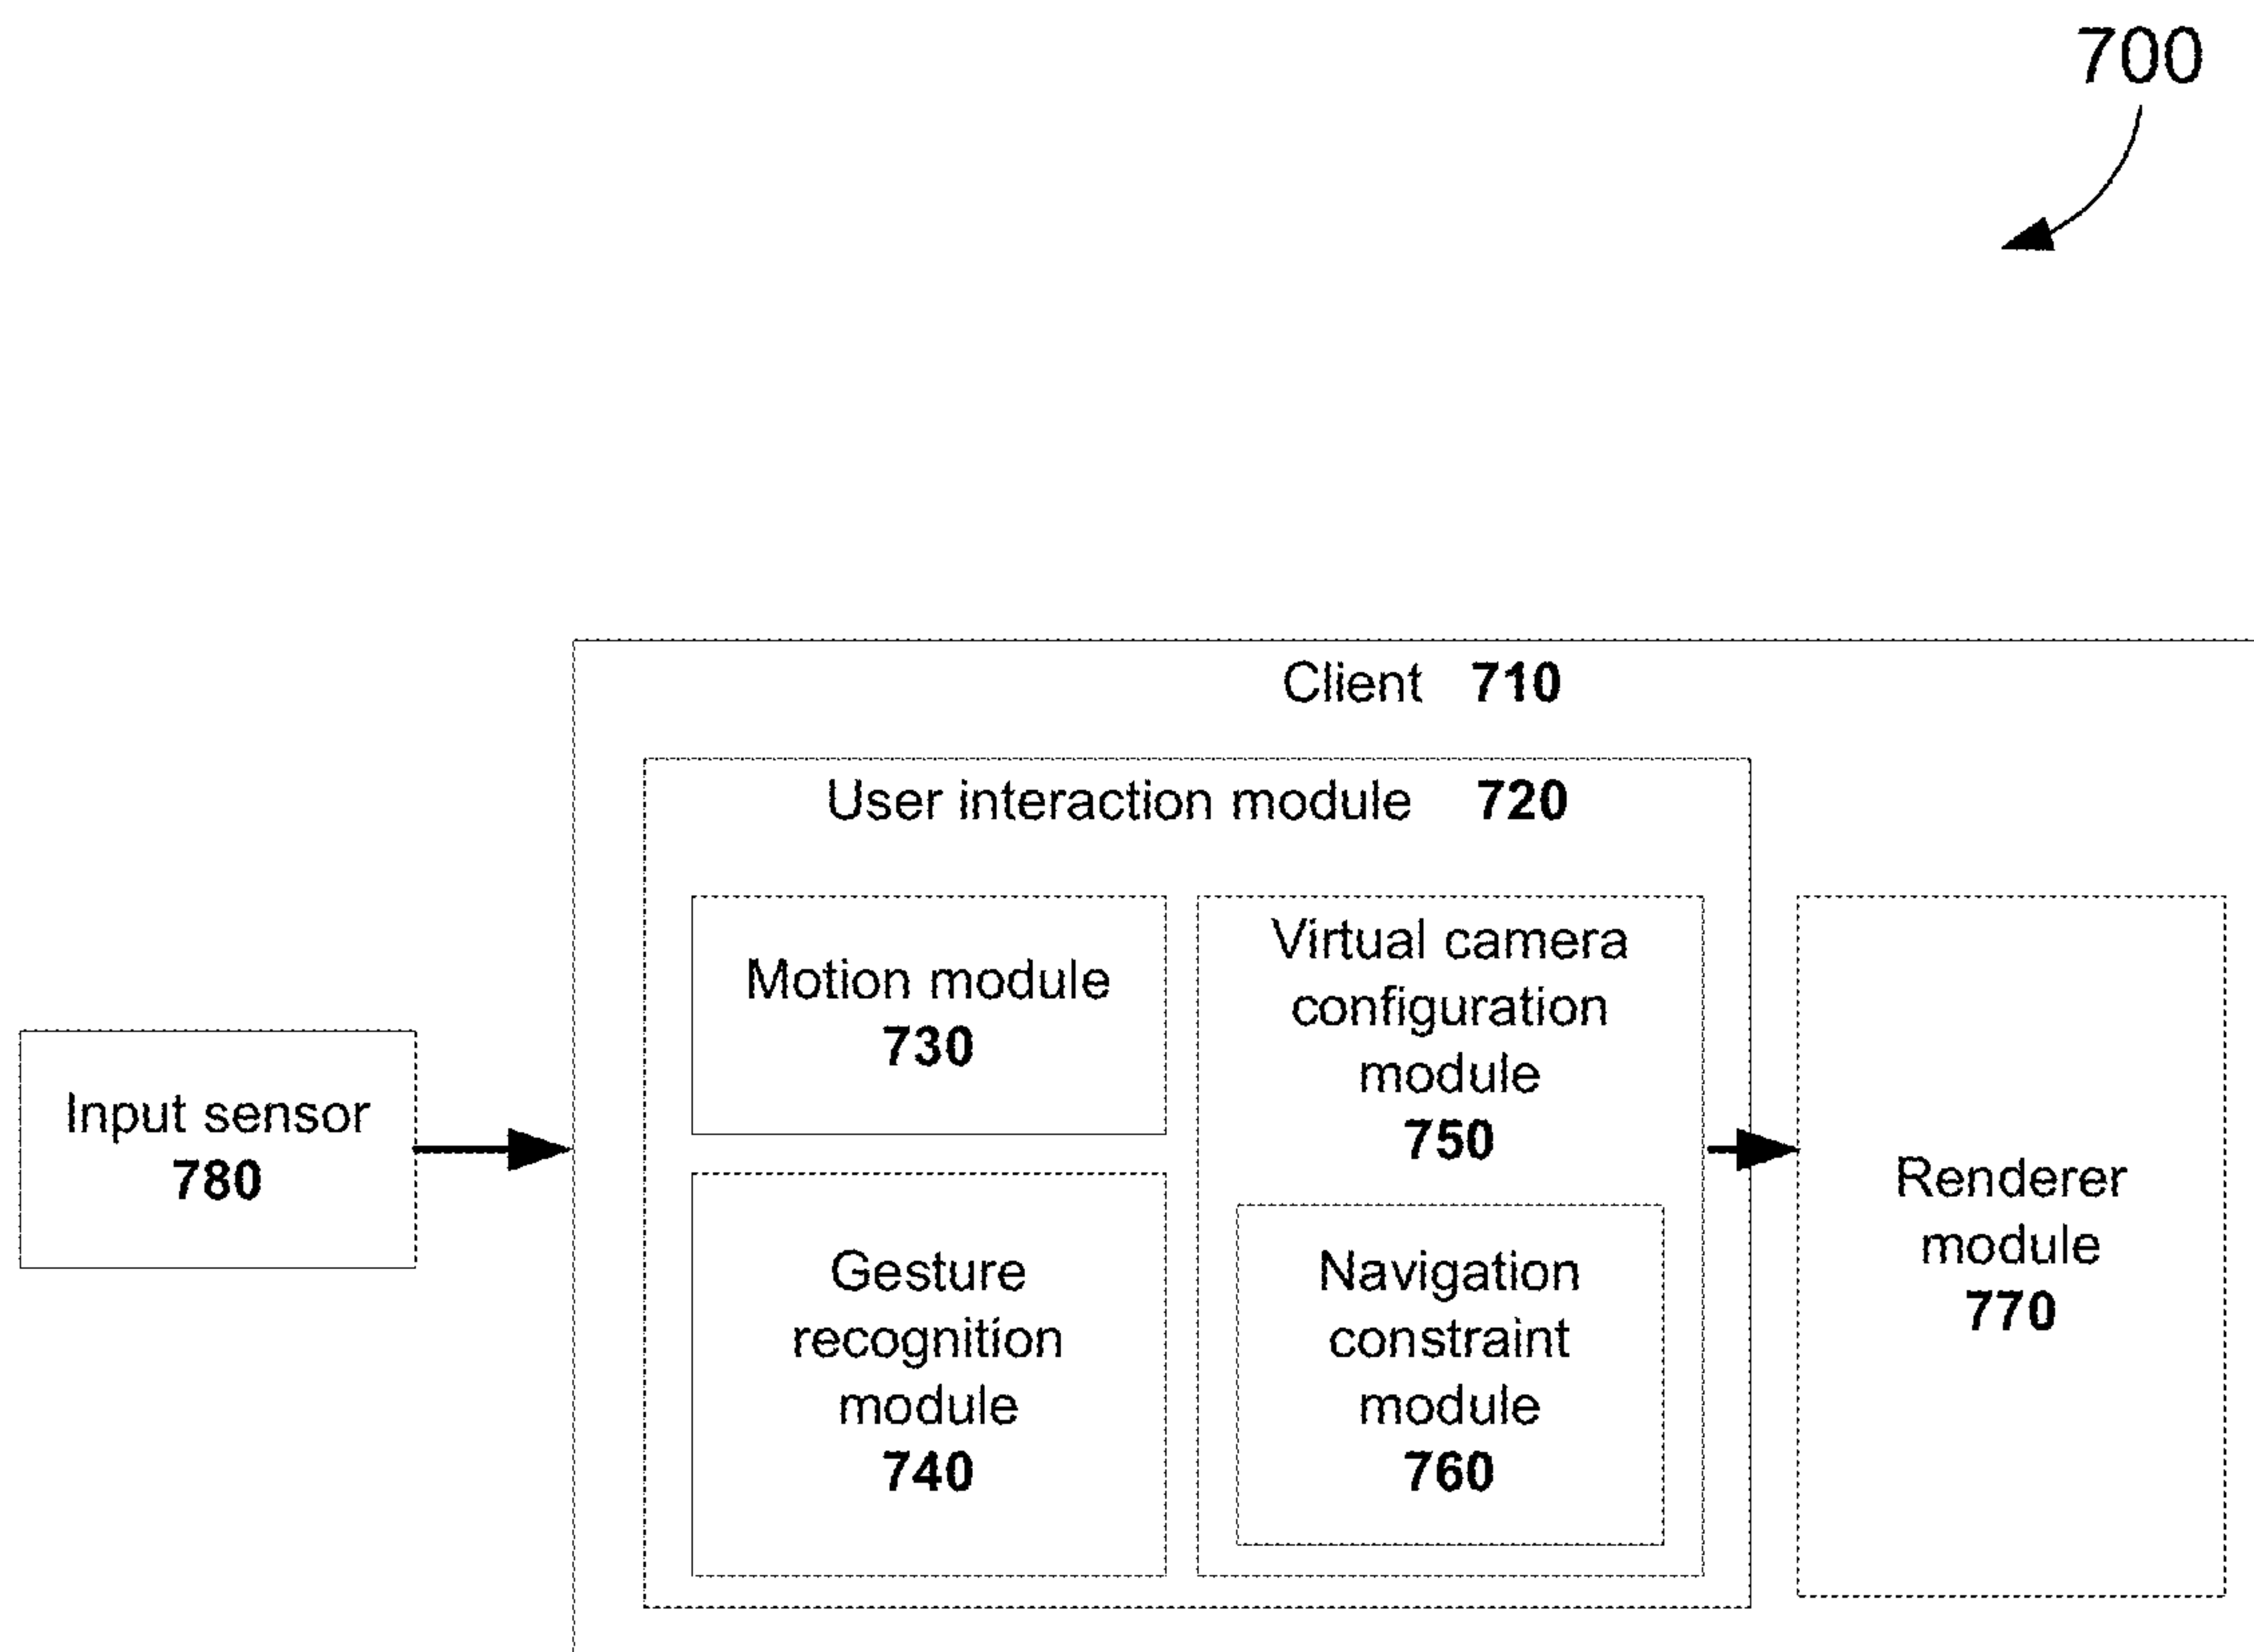 700
Client 710
User interaction module 720
Motion module
730
Virtual camera
configuration
module
750
Input sensor
780
Gesture
recognition
module
740
Navigation
constraint
module
760
Renderer
module
770